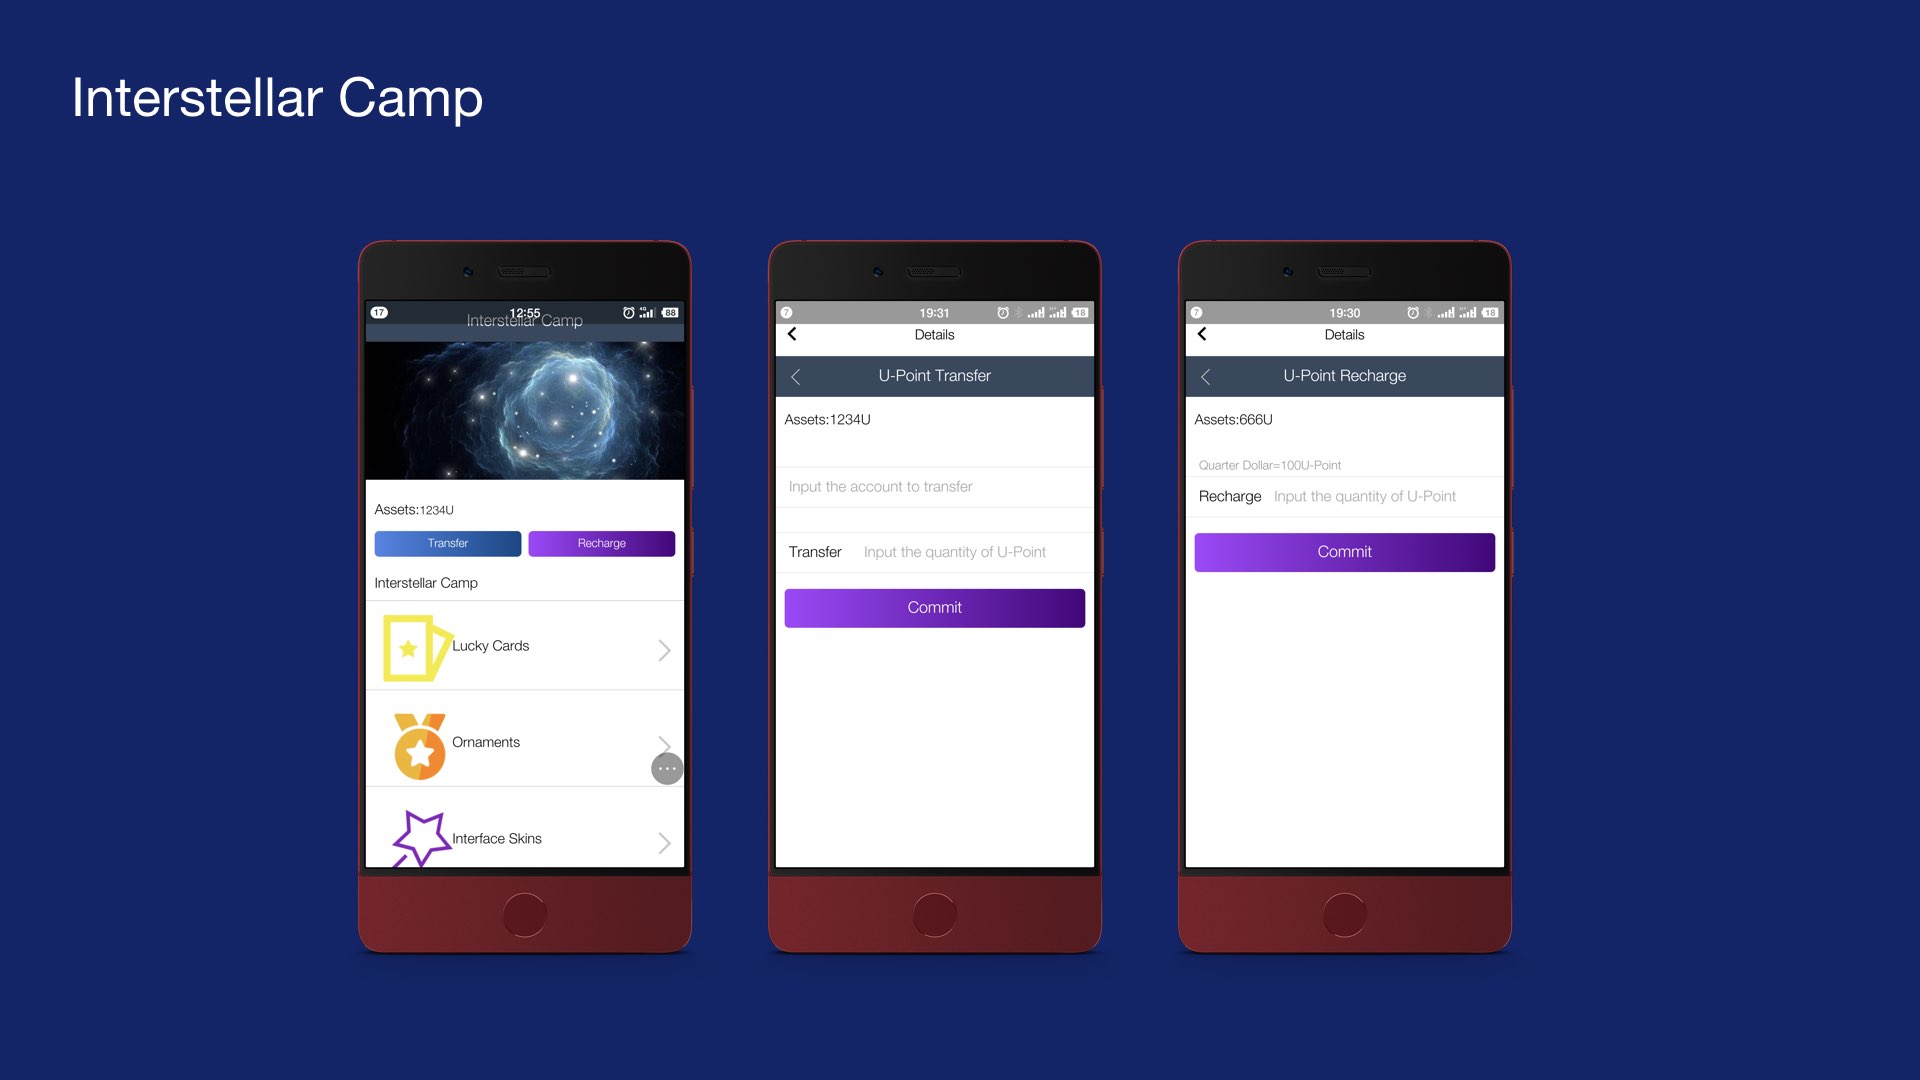 Interstellar Camp
17
12:55
4G
88
Interstellar Camp
Assets:1234U
Transfer
Recharge
Interstellar Camp
Lucky Cards
Ornaments
Interface Skins
7
19:31
18
Details
U-Point Transfer
Assets:1234U
Input the account to transfer
Transfer Input the quantity of U-Point
Commit
7
19:30
18
Details
U-Point Recharge
Assets:666U
Quarter Dollar=100U-Point
Recharge Input the quantity of U-Point
Commit